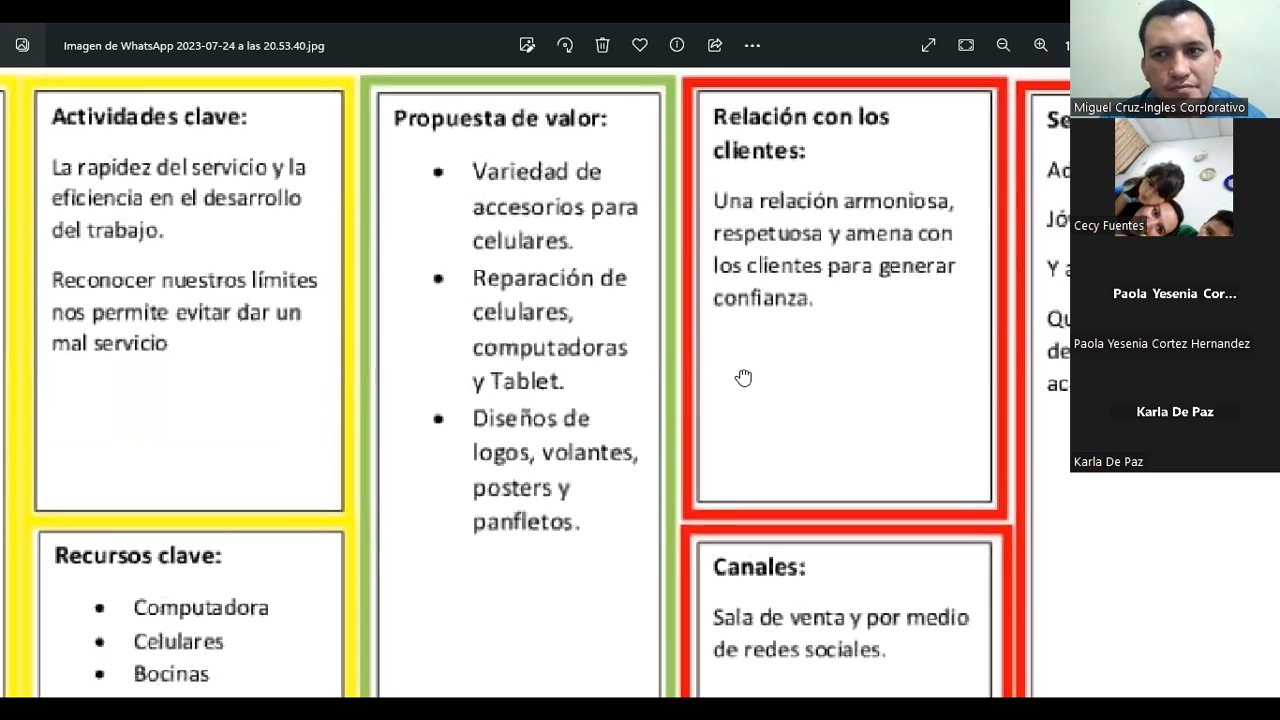 Imagen de WhatsApp 2023-07-24 a las 20.53.40.jpg
Actividades clave:
La rapidez del servicio y la
eficiencia en el desarrollo
del trabajo.
Reconocer nuestros límites
nos permite evitar dar un
mal servicio
Recursos clave:
• Computadora
• Celulares
• Bocinas
Propuesta de valor:
• Variedad de
accesorios para
celulares.
• Reparación de
celulares,
computadoras
y Tablet.
• Diseños de
logos, volantes,
posters y
panfletos.
Relación con los
clientes:
Una relación armoniosa,
respetuosa y amena con
los clientes para generar
confianza.
Canales:
Sala de venta y por medio
de redes sociales.
Miguel Cruz-Ingles Corporativo
Cecy Fuentes
Paola Yesenia Cor...
Paola Yesenia Cortez Hernandez
Karla De Paz
Karla De Paz